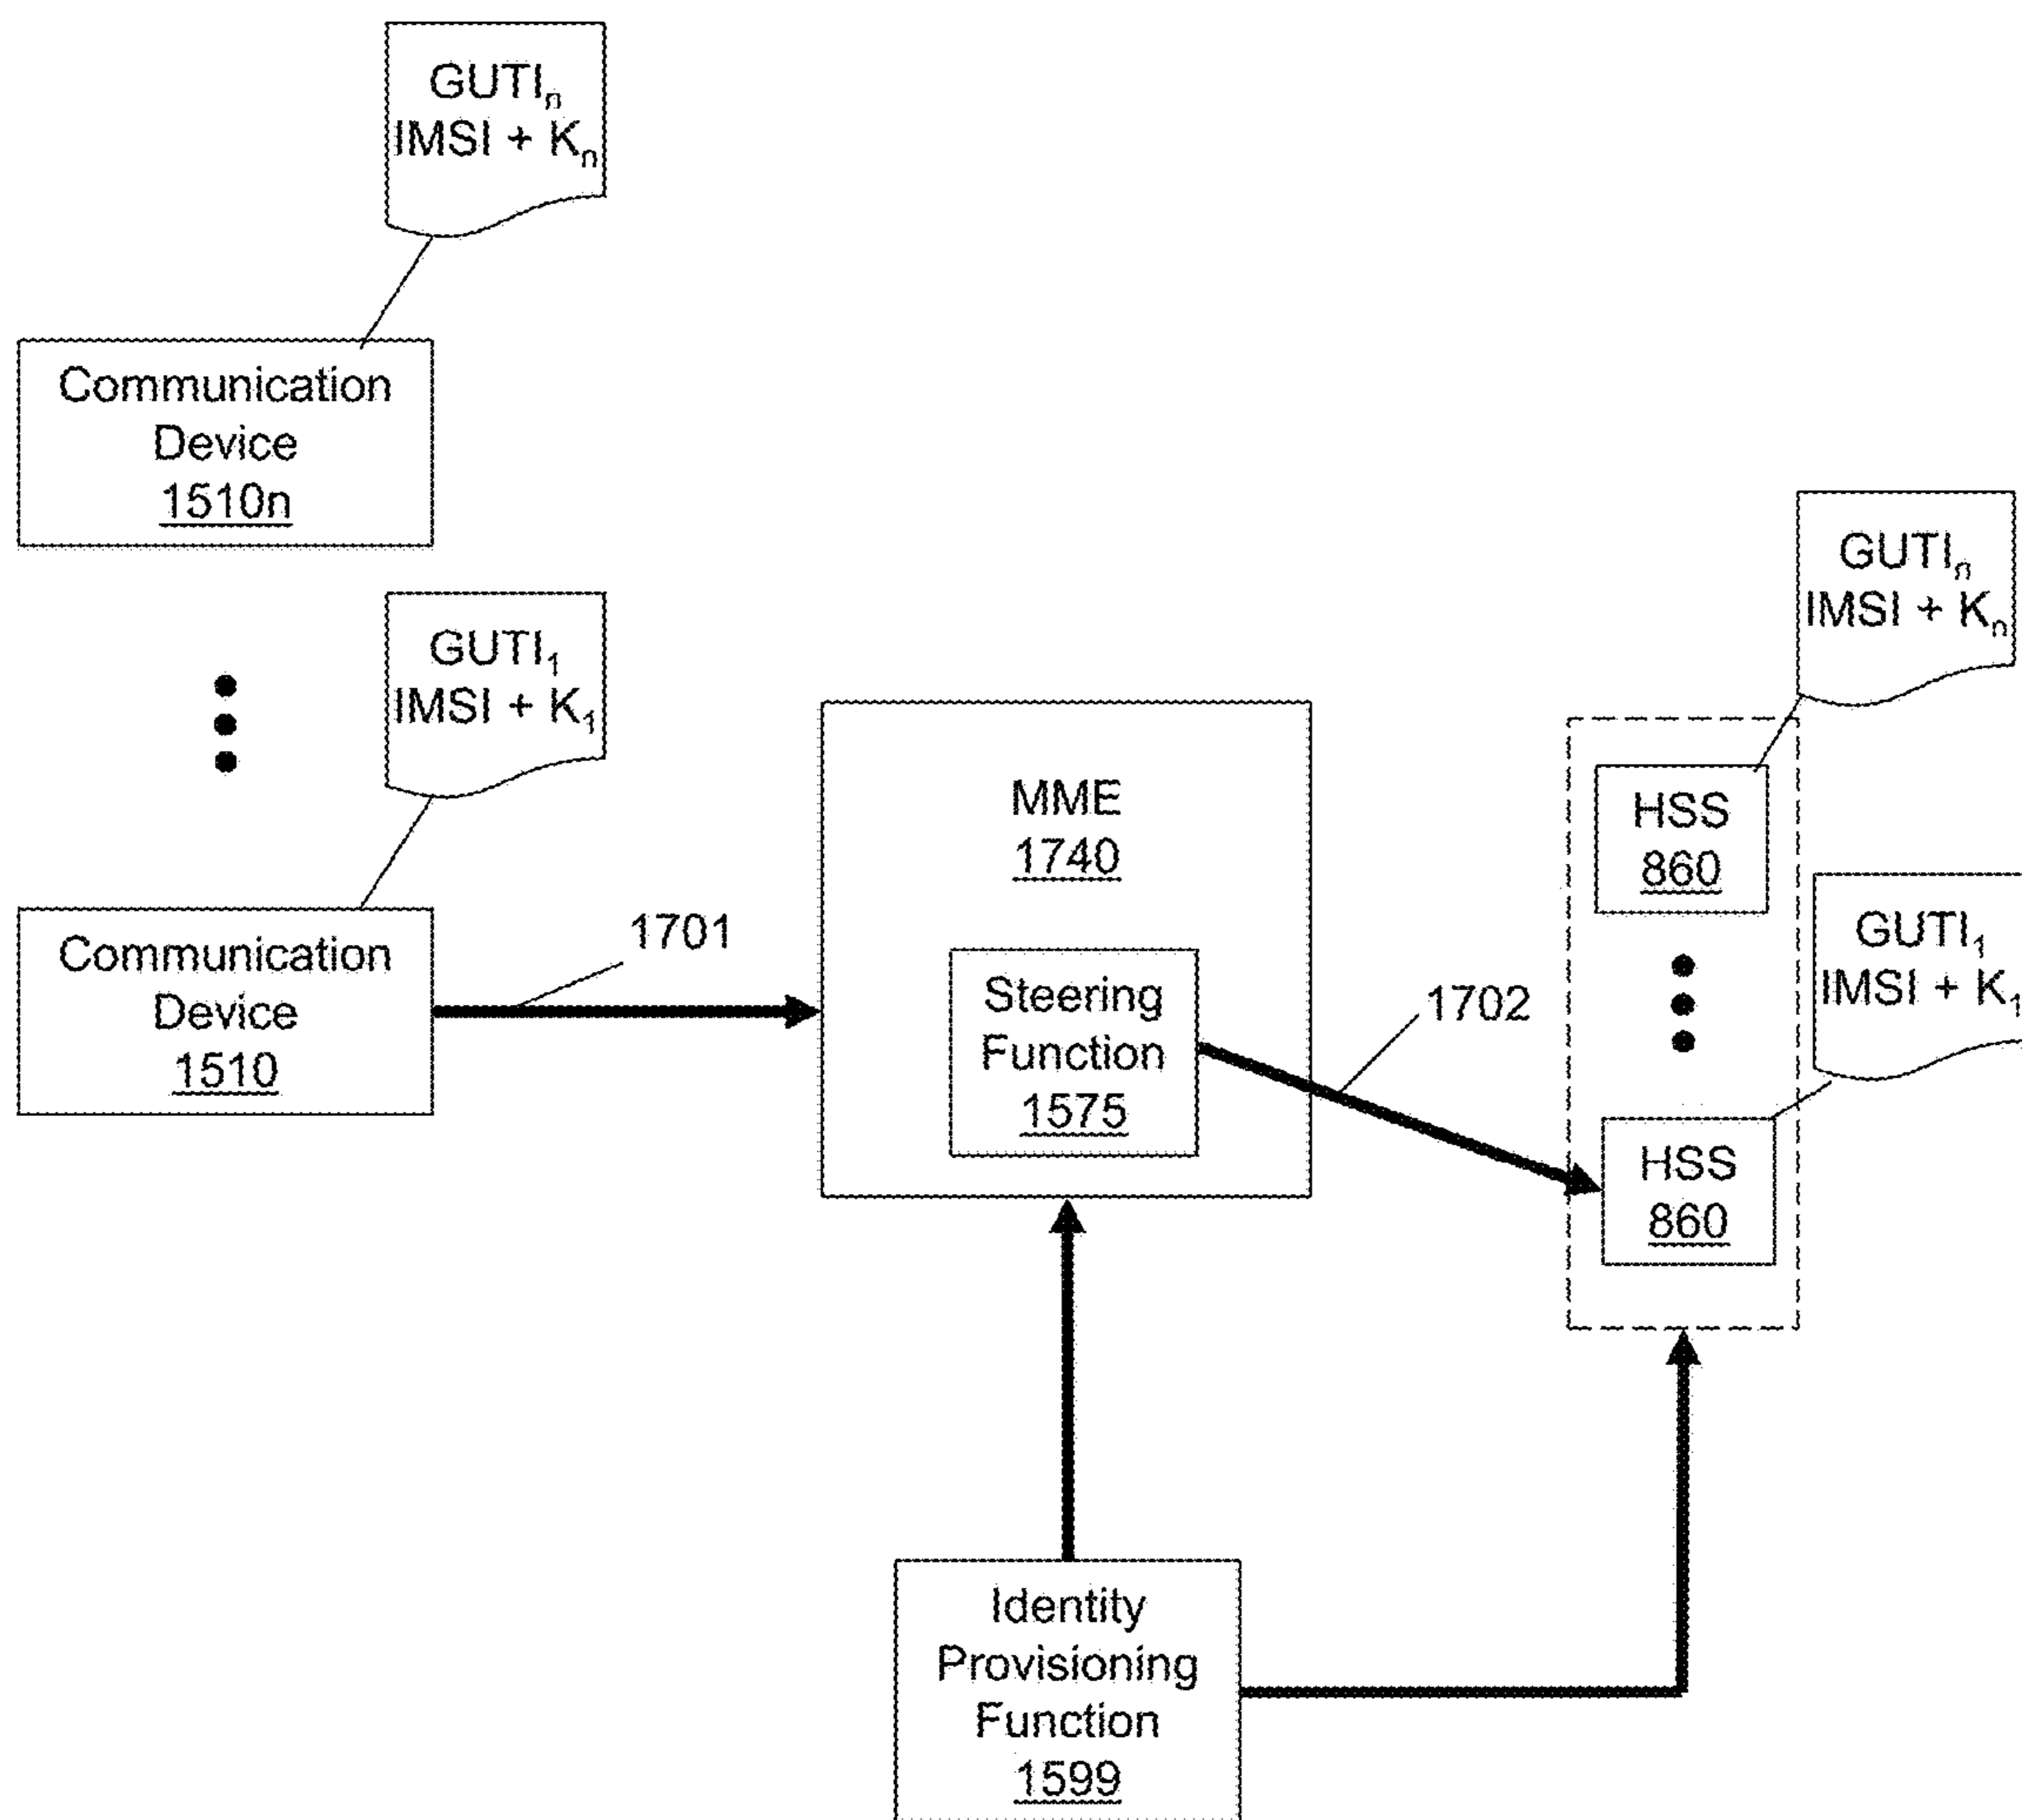 GUTIₙ
IMSI + Kₙ
Communication
Device
1510n
GUTI₁
IMSI + K₁
Communication
Device
1510
1701
MME
1740
Steering
Function
1575
1702
GUTIₙ
IMSI + Kₙ
HSS
860
GUTI₁
IMSI + K₁
HSS
860
Identity
Provisioning
Function
1599